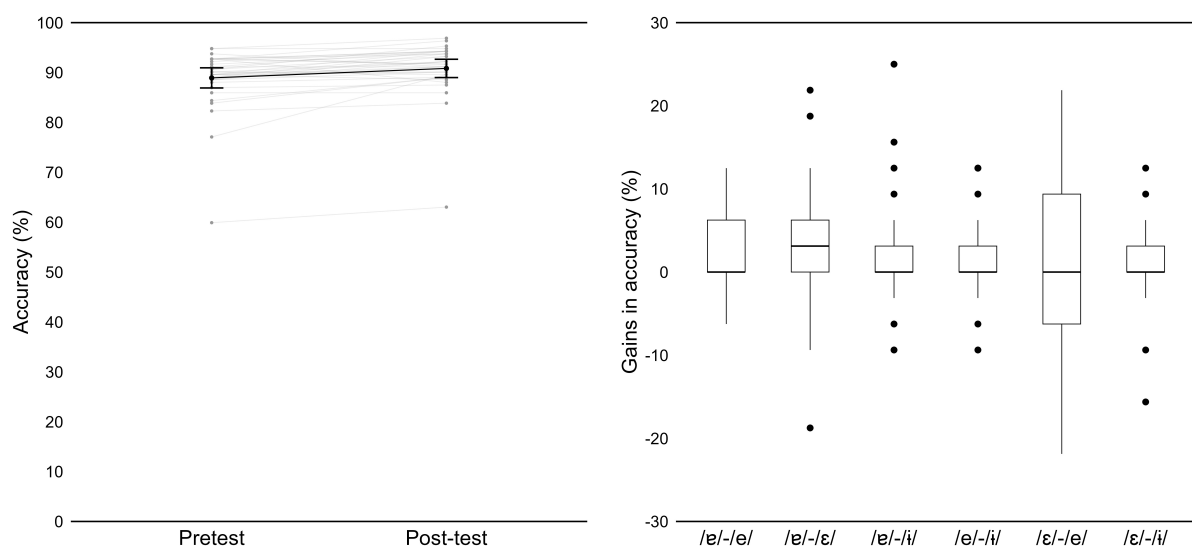 100
90
80
70
60
50
40
30
20
10
0
Accuracy (%)
Pretest
Post-test
30
20
10
0
-10
-20
-30
Gains in accuracy (%)
/ɐ/-/e/
/ɐ/-/ɛ/
/ɐ/-/ɨ/
/e/-/ɨ/
/ɛ/-/e/
/ɛ/-/ɨ/